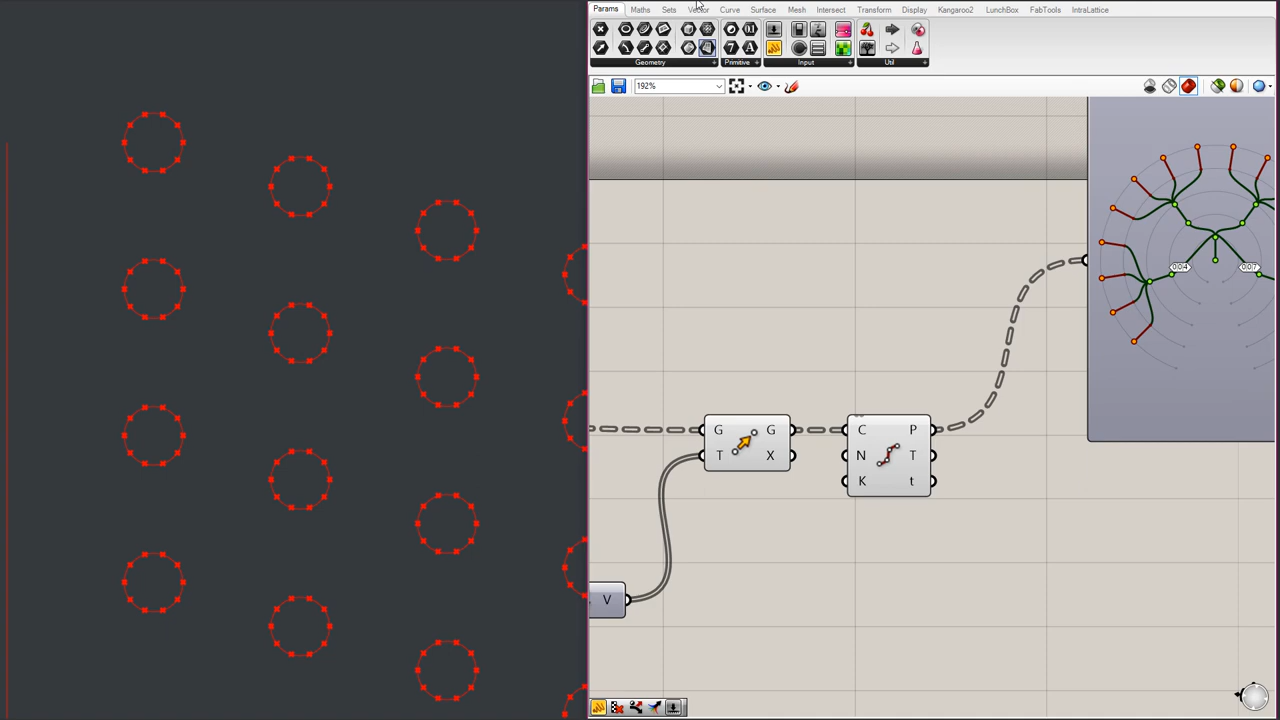 Params Maths Sets Vector Curve Surface Mesh Intersect Transform Display Kangaroo2 LunchBox FabTools IntraLattice
Geometry + Primitive + Input + Util +
192%
G G
T X
C P
N T
K t
V